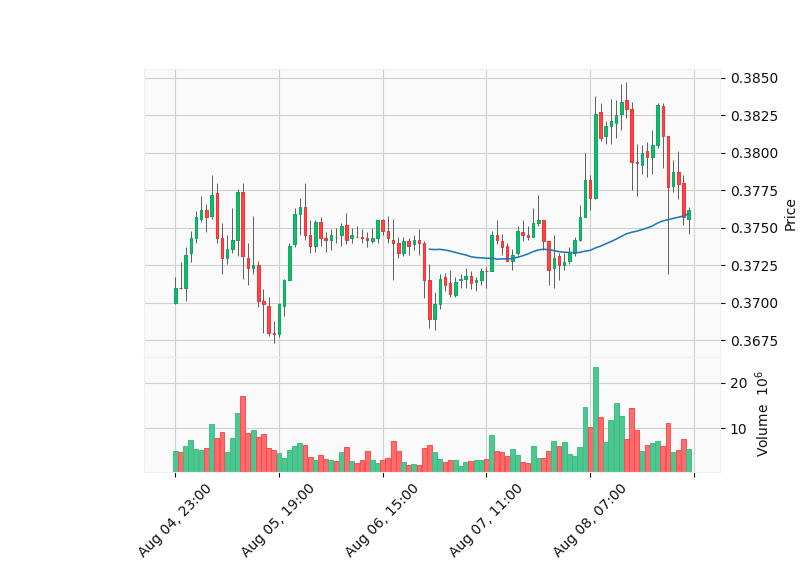 0.3850
0.3825
0.3800
0.3775
0.3750
0.3725
0.3700
0.3675
Price
20
10
Volume 10^6
Aug 04, 23:00
Aug 05, 19:00
Aug 06, 15:00
Aug 07, 11:00
Aug 08, 07:00